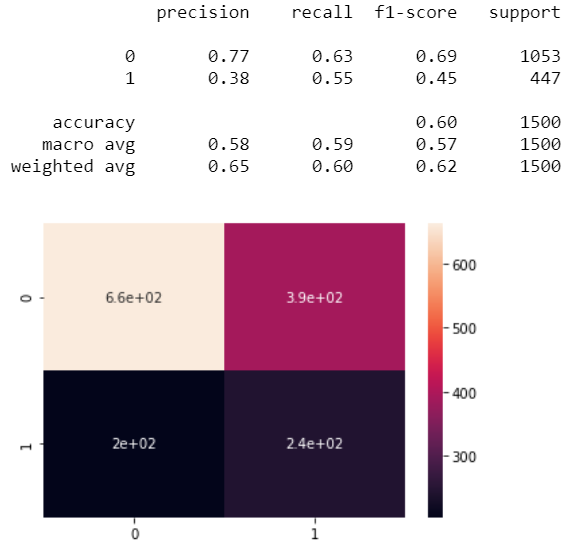 precision recall f1-score support
0 0.77 0.63 0.69 1053
1 0.38 0.55 0.45 447
accuracy 0.60 1500
macro avg 0.58 0.59 0.57 1500
weighted avg 0.65 0.60 0.62 1500
0 6.6e+02 3.9e+02
1 2e+02 2.4e+02
0 1
600
500
400
300